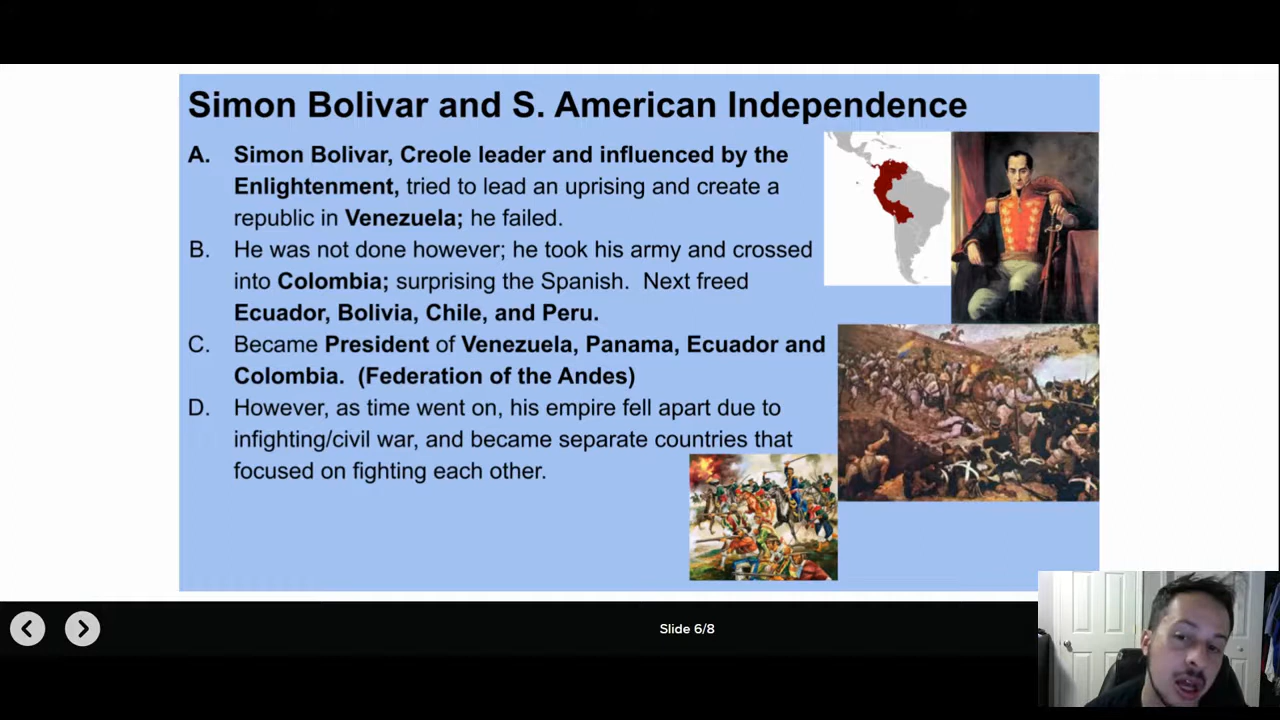 Simon Bolivar and S. American Independence
A. Simon Bolivar, Creole leader and influenced by the
Enlightenment, tried to lead an uprising and create a
republic in Venezuela; he failed.
B. He was not done however; he took his army and crossed
into Colombia; surprising the Spanish. Next freed
Ecuador, Bolivia, Chile, and Peru.
C. Became President of Venezuela, Panama, Ecuador and
Colombia. (Federation of the Andes)
D. However, as time went on, his empire fell apart due to
infighting/civil war, and became separate countries that
focused on fighting each other.
Slide 6/8